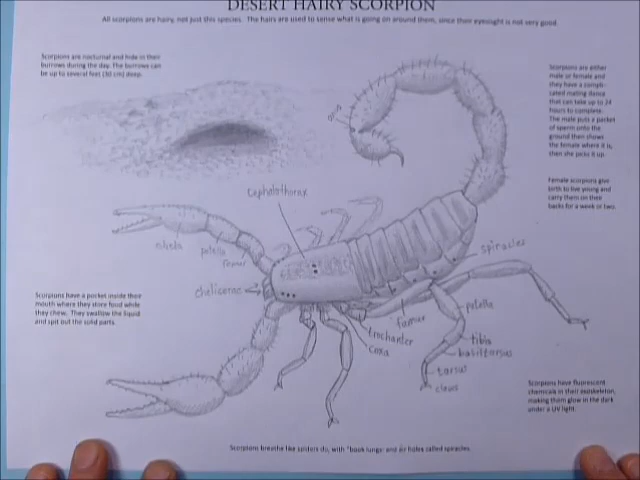 DESERT HAIRY SCORPION
All scorpions are hairy, not just this species. The hairs are used to sense what is going on around them, since their eyesight is not very good.
Scorpions are nocturnal and hide in their
burrows during the day. The burrows can
be up to several feet (30 cm) deep.
Scorpions are either
male or female and
they have a compli-
cated mating dance
that can take up to 24
hours to complete.
The male puts a packet
of sperm onto the
ground then shows
the female where it is,
then she picks it up.
Female scorpions give
birth to live young and
carry them on their
backs for a week or two.
Cephalothorax
patella
femur
spiracles
chelicerae
Scorpions have a pocket inside their
mouth where they store food while
they chew. They swallow the liquid
and spit out the solid parts.
patella
femur
trochanter
coxa
tibia
basitarsus
tarsus
claws
Scorpions have fluorescent
chemicals in their exoskeleton,
making them glow in the dark
under a UV light.
Scorpions breathe like spiders do, with "book lungs" and air holes called spiracles.